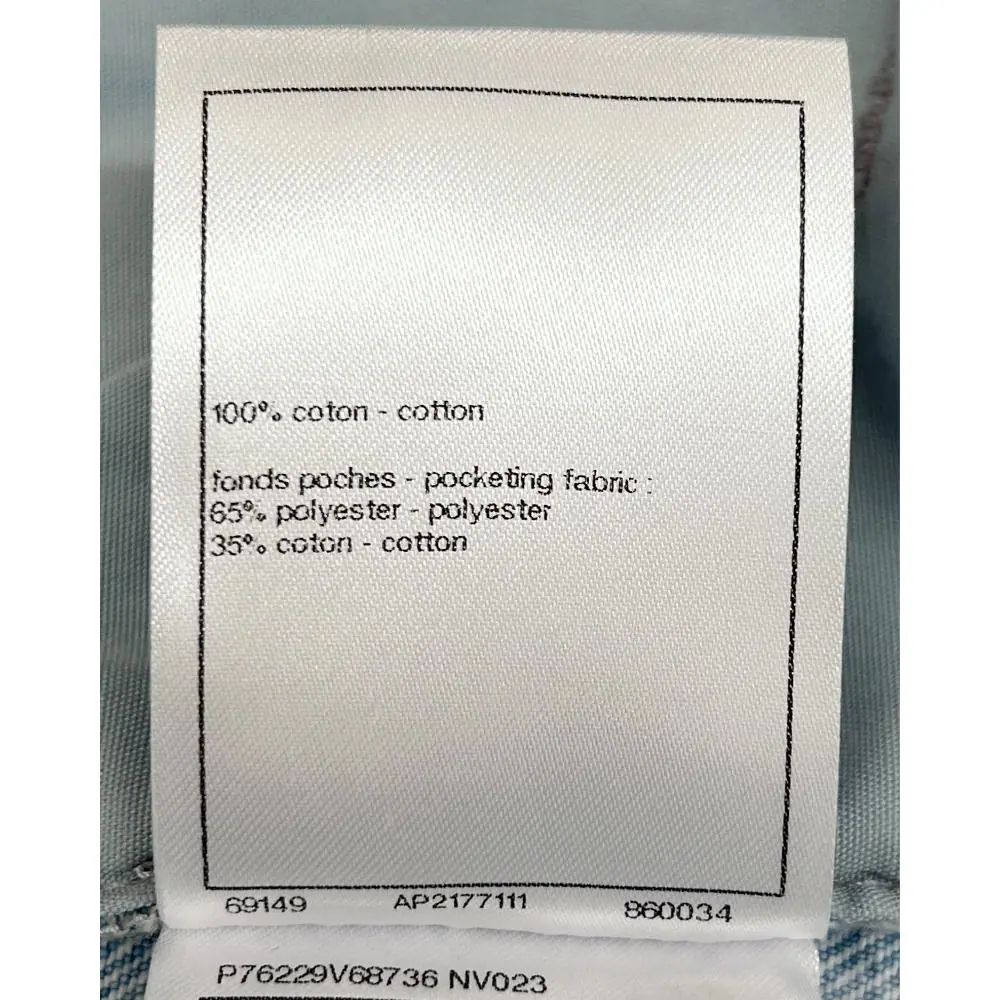 100% coton - cotton
fonds poches - pocketing fabric :
65% polyester - polyester
35% coton - cotton
69149 AP2177111 860034
P76229V68736 NV023